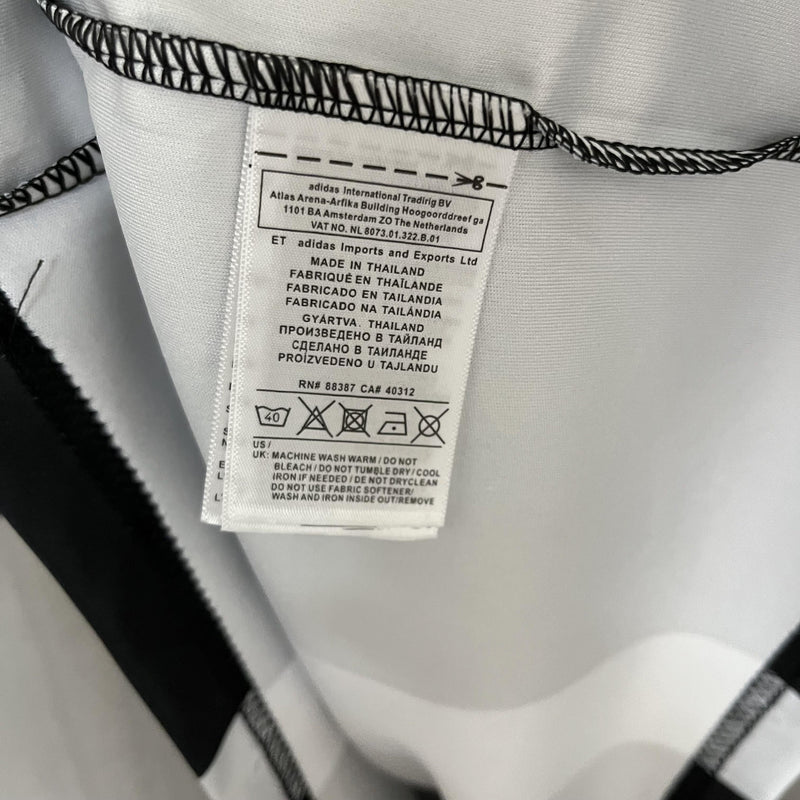 adidas International Tradirig BV
Atlas Arena-Arfika Building Hoogoorddreef ga
1101 BA Amsterdam ZO The Netherlands
VAT NO. NL 8073.01.322.B.01
ET adidas Imports and Exports Ltd
MADE IN THAILAND
FABRIQUÉ EN THAÏLANDE
FABRICADO EN TAILANDIA
FABRICADO NA TAILÂNDIA
GYÁRTVA. THAILAND
ПРОИЗВЕДЕНО В ТАЙЛАНД
СДЕЛАНО В ТАИЛАНДЕ
PROİZVEDENO U TAJLANDU
RN# 88387 CA# 40312
40
US /
UK: MACHINE WASH WARM / DO NOT
BLEACH / DO NOT TUMBLE DRY / COOL
IRON IF NEEDED / DE NOT DRYCLEAN
DO NOT USE FABRIC SOFTENER/
WASH AND IRON INSIDE OUT/REMOVE